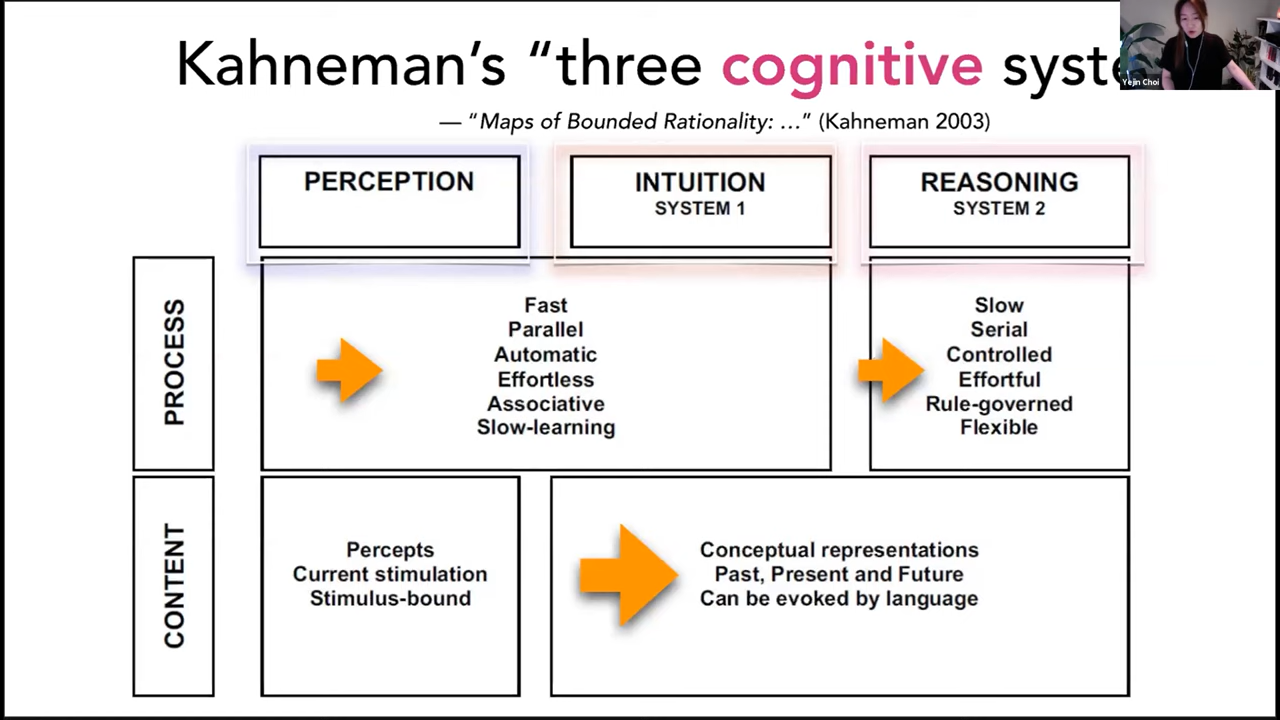 Kahneman's "three cognitive syste
Yejin Choi
— "Maps of Bounded Rationality: ..." (Kahneman 2003)
PERCEPTION
INTUITION
SYSTEM 1
REASONING
SYSTEM 2
PROCESS
Fast
Parallel
Automatic
Effortless
Associative
Slow-learning
Slow
Serial
Controlled
Effortful
Rule-governed
Flexible
CONTENT
Percepts
Current stimulation
Stimulus-bound
Conceptual representations
Past, Present and Future
Can be evoked by language